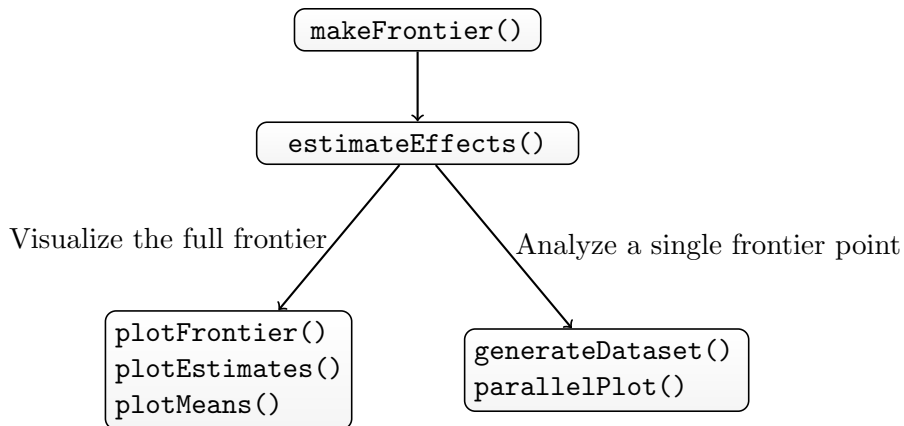 makeFrontier()
estimateEffects()
Visualize the full frontier
Analyze a single frontier point
plotFrontier()
plotEstimates()
plotMeans()
generateDataset()
parallelPlot()